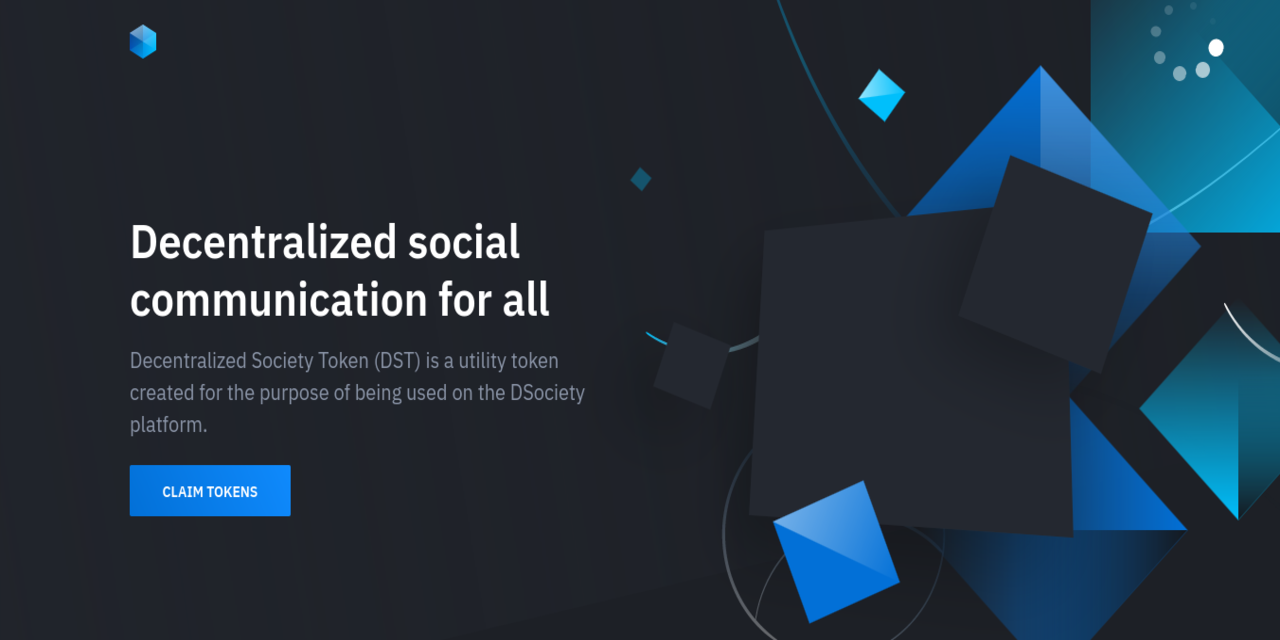 Decentralized social
communication for all
Decentralized Society Token (DST) is a utility token
created for the purpose of being used on the DSociety
platform.
CLAIM TOKENS